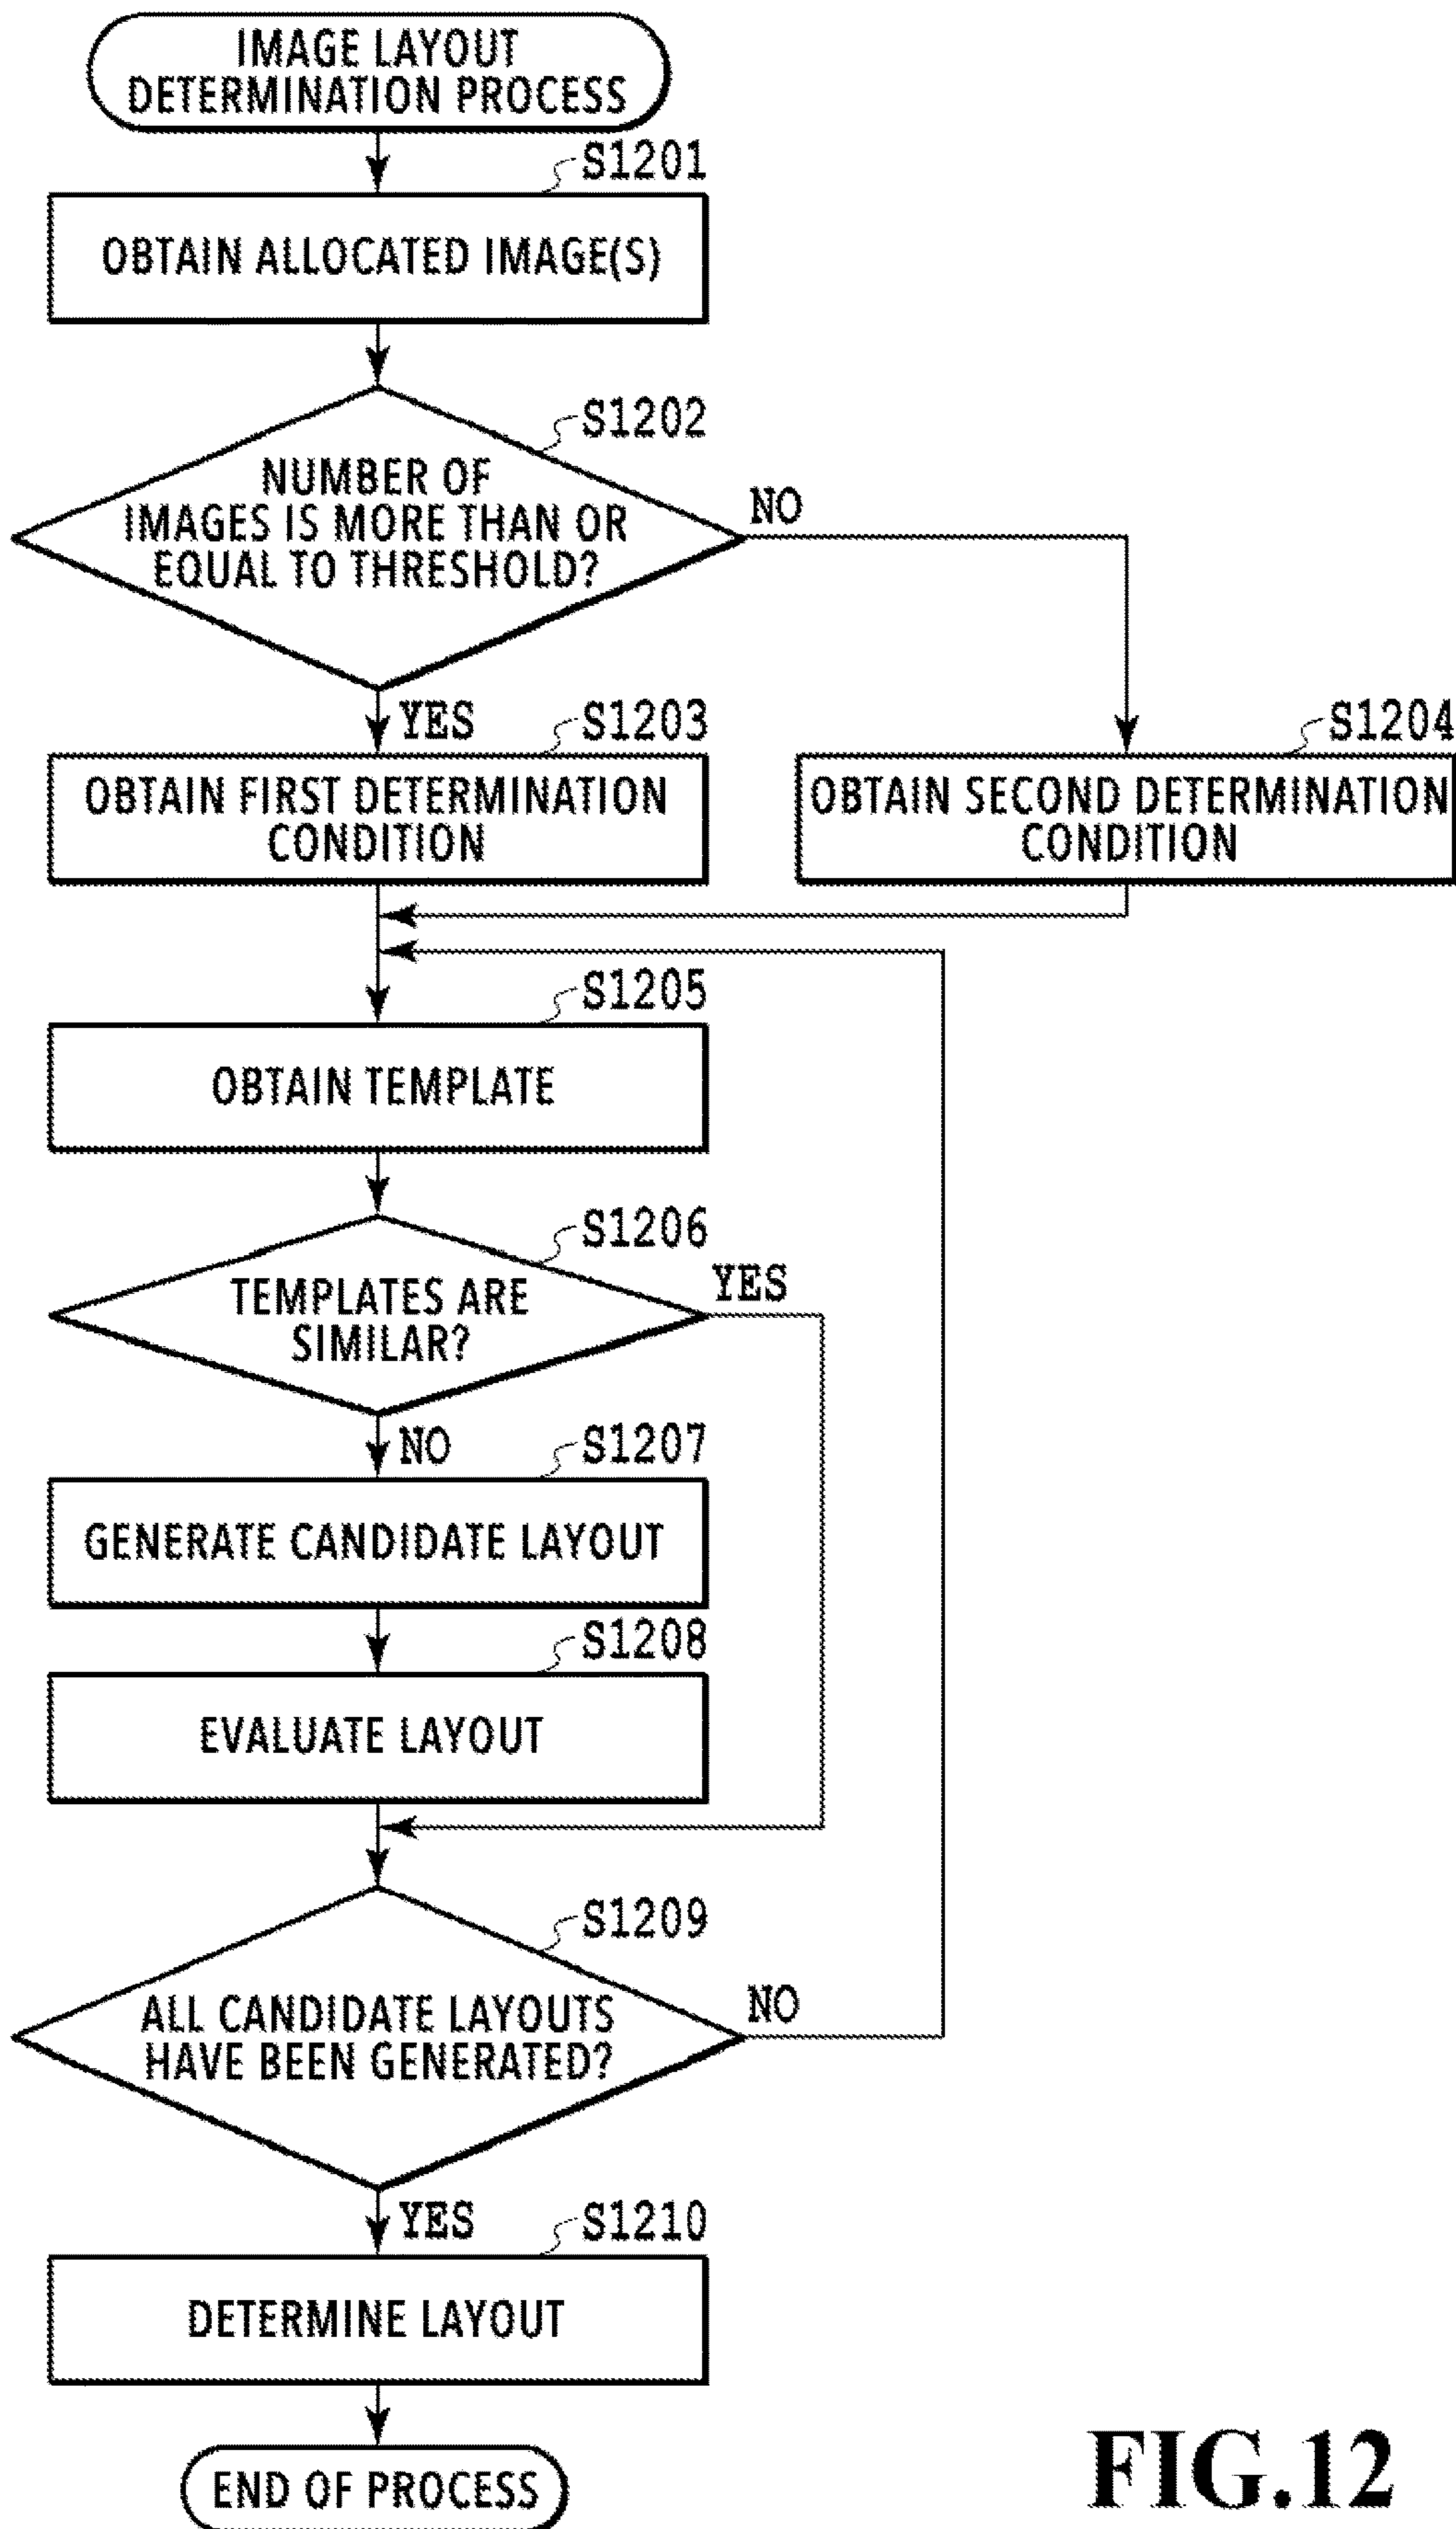 IMAGE LAYOUT
DETERMINATION PROCESS
S1201
OBTAIN ALLOCATED IMAGE(S)
S1202
NUMBER OF
IMAGES IS MORE THAN OR
EQUAL TO THRESHOLD?
NO
YES
S1203
OBTAIN FIRST DETERMINATION
CONDITION
S1204
OBTAIN SECOND DETERMINATION
CONDITION
S1205
OBTAIN TEMPLATE
S1206
TEMPLATES ARE
SIMILAR?
YES
NO
S1207
GENERATE CANDIDATE LAYOUT
S1208
EVALUATE LAYOUT
S1209
ALL CANDIDATE LAYOUTS
HAVE BEEN GENERATED?
NO
YES
S1210
DETERMINE LAYOUT
END OF PROCESS
FIG.12